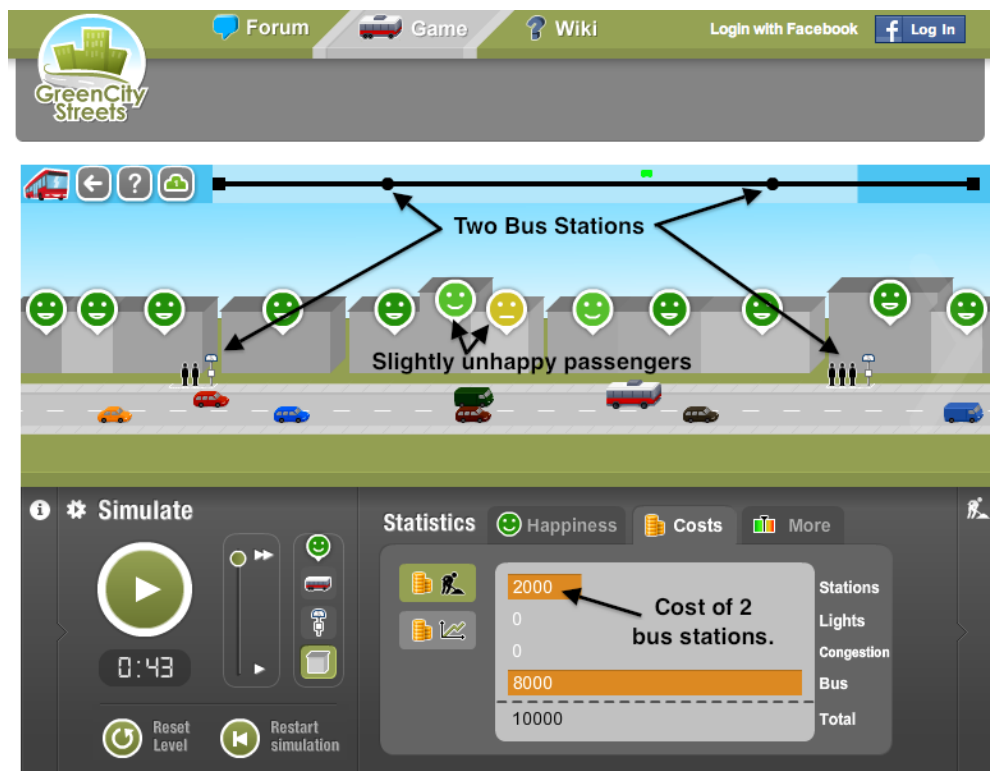 Forum
Game
Wiki
Login with Facebook
f Log In
GreenCity
Streets
?
1
Two Bus Stations
Slightly unhappy passengers
i
Simulate
0:43
Reset
Level
Restart
simulation
Statistics
Happiness
Costs
More
2000
Stations
Cost of 2
bus stations.
0
Lights
0
Congestion
8000
Bus
10000
Total